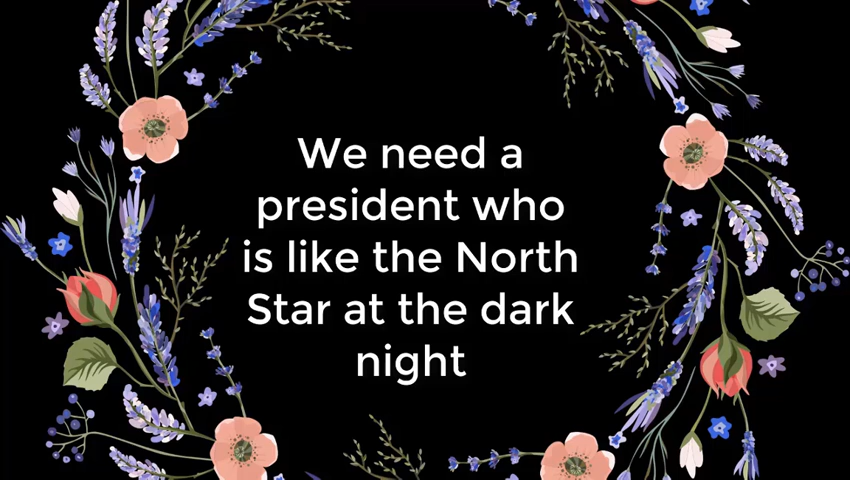 We need a
president who
is like the North
Star at the dark
night